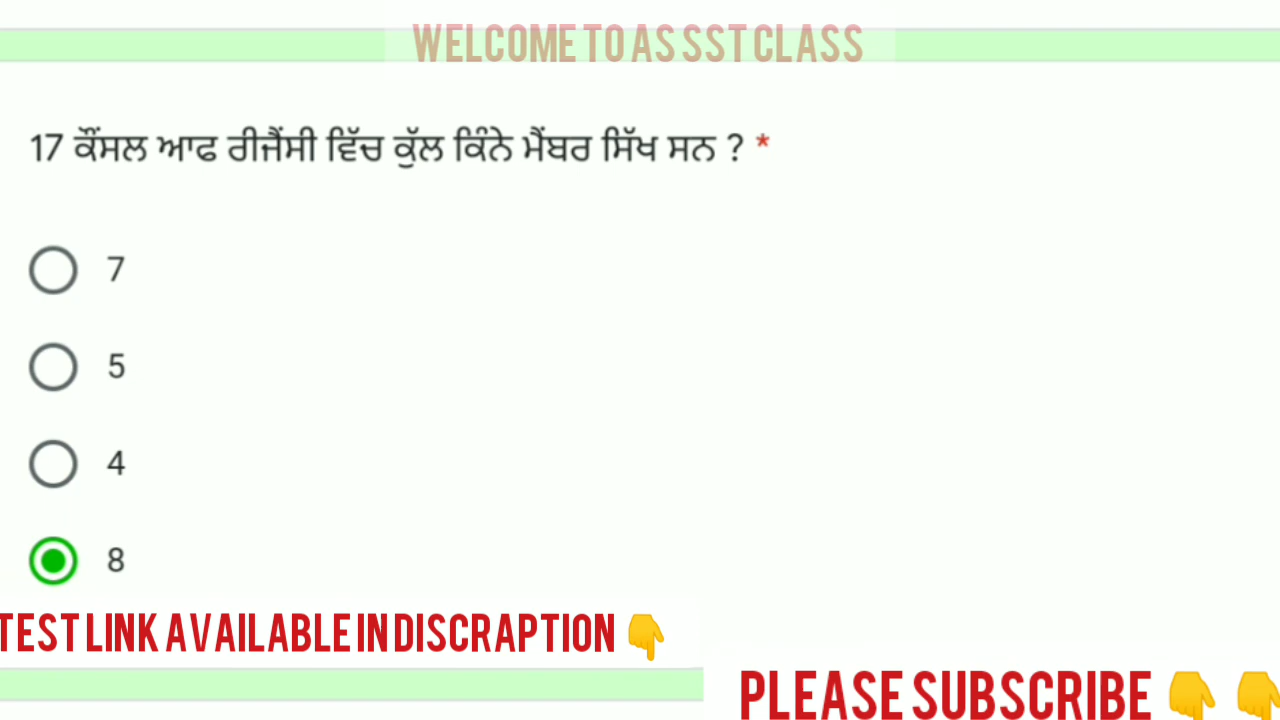 WELCOME TO AS SST CLASS
17 ਕੌਂਸਲ ਆਫ ਰੀਜੈਂਸੀ ਵਿੱਚ ਕੁੱਲ ਕਿੰਨੇ ਮੈਂਬਰ ਸਿੱਖ ਸਨ ? *
7
5
4
8
TEST LINK AVAILABLE IN DISCRAPTION 👇
PLEASE SUBSCRIBE 👇 👇